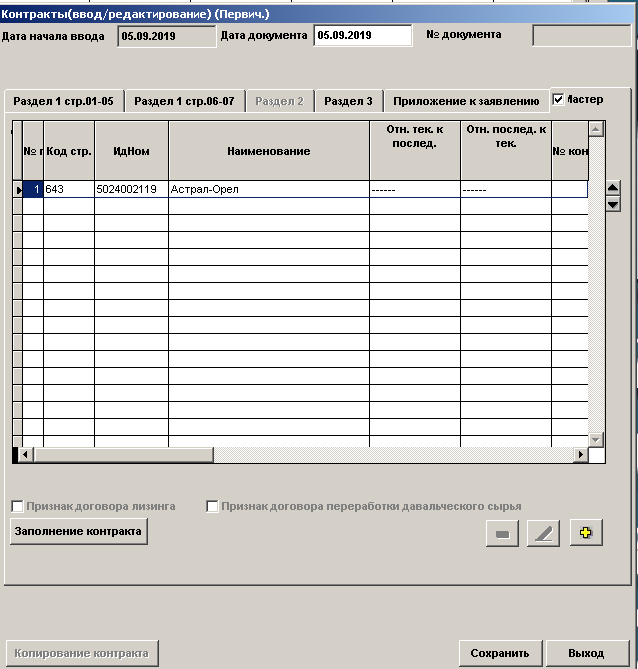 Контракты(ввод/редактирование) (Первич.)
Дата начала ввода 05.09.2019 Дата документа 05.09.2019 № документа
Раздел 1 стр.01-05 Раздел 1 стр.06-07 Раздел 2 Раздел 3 Приложение к заявлению Мастер
№ п Код стр. ИдНом Наименование Отн. тек. к послед. Отн. послед. к тек. № кон
1 643 5024002119 Астрал-Орел ------ ------
Признак договора лизинга Признак договора переработки давальческого сырья
Заполнение контракта
Копирование контракта Сохранить Выход